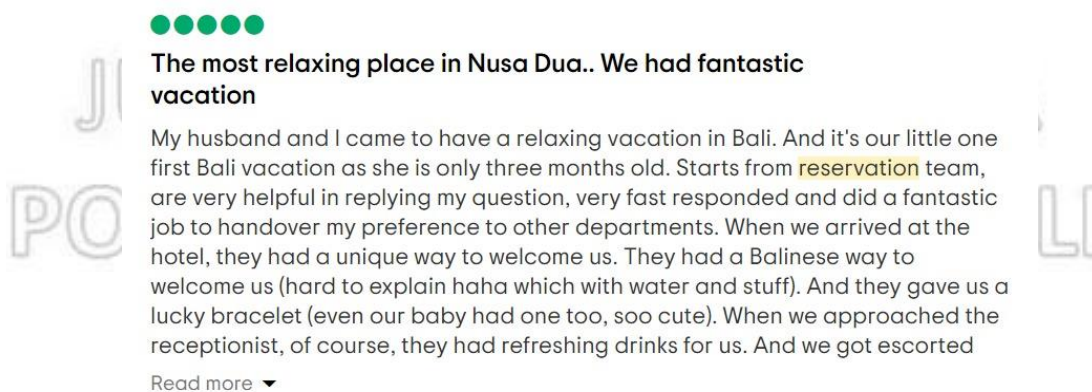 The most relaxing place in Nusa Dua.. We had fantastic
vacation
My husband and I came to have a relaxing vacation in Bali. And it's our little one
first Bali vacation as she is only three months old. Starts from reservation team,
are very helpful in replying my question, very fast responded and did a fantastic
job to handover my preference to other departments. When we arrived at the
hotel, they had a unique way to welcome us. They had a Balinese way to
welcome us (hard to explain haha which with water and stuff). And they gave us a
lucky bracelet (even our baby had one too, soo cute). When we approached the
receptionist, of course, they had refreshing drinks for us. And we got escorted
Read more